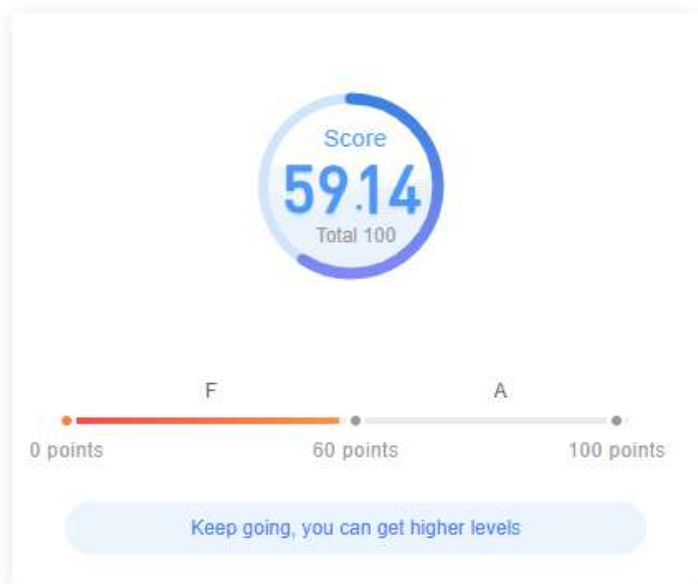 Score
59.14
Total 100
F A
0 points 60 points 100 points
Keep going, you can get higher levels